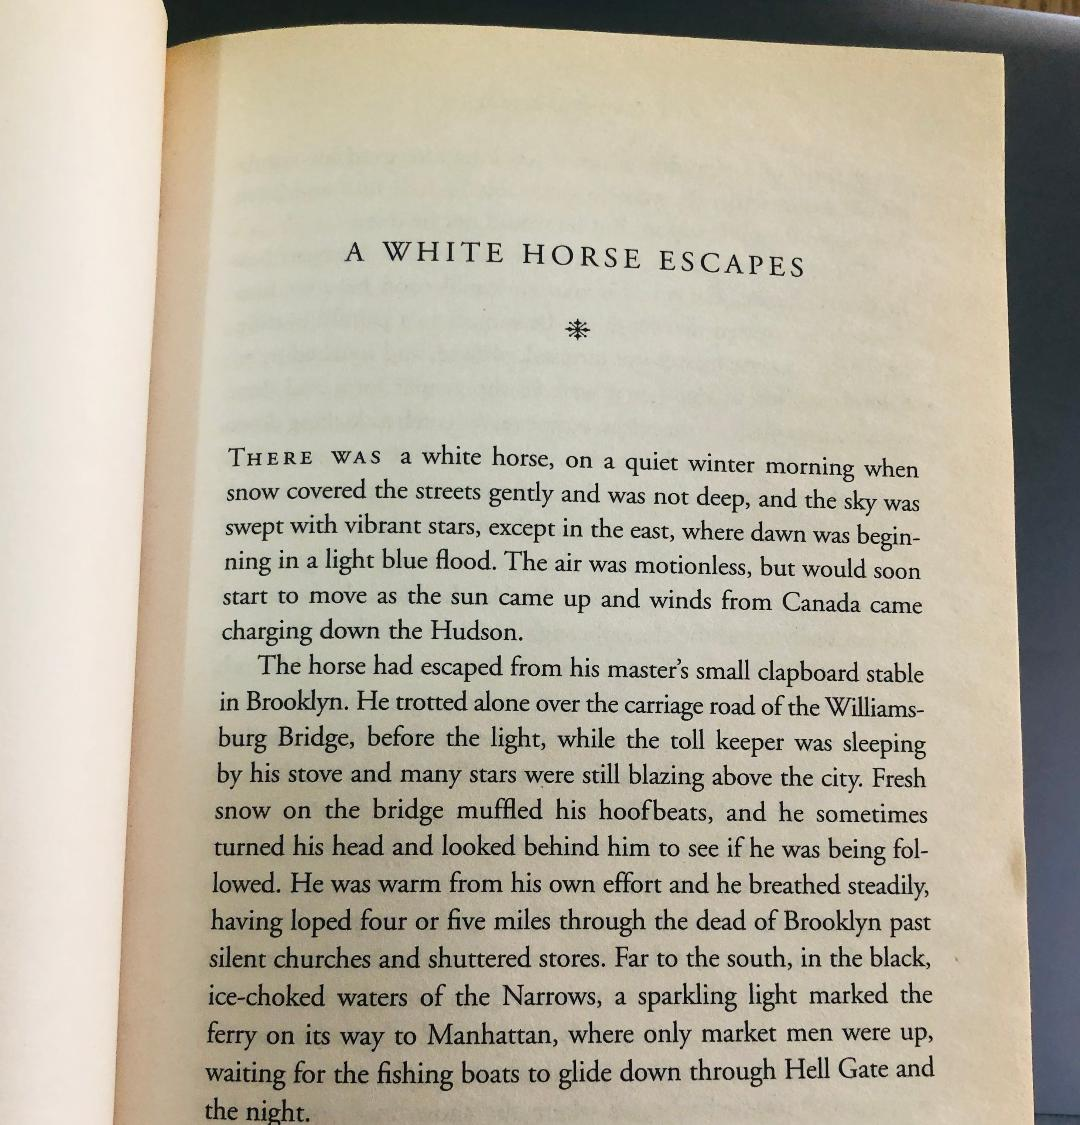 A WHITE HORSE ESCAPES
THERE WAS a white horse, on a quiet winter morning when
snow covered the streets gently and was not deep, and the sky was
swept with vibrant stars, except in the east, where dawn was begin-
ning in a light blue flood. The air was motionless, but would soon
start to move as the sun came up and winds from Canada came
charging down the Hudson.
The horse had escaped from his master's small clapboard stable
in Brooklyn. He trotted alone over the carriage road of the Williams-
burg Bridge, before the light, while the toll keeper was sleeping
by his stove and many stars were still blazing above the city. Fresh
snow on the bridge muffled his hoofbeats, and he sometimes
turned his head and looked behind him to see if he was being fol-
lowed. He was warm from his own effort and he breathed steadily,
having loped four or five miles through the dead of Brooklyn past
silent churches and shuttered stores. Far to the south, in the black,
ice-choked waters of the Narrows, a sparkling light marked the
ferry on its way to Manhattan, where only market men were up,
waiting for the fishing boats to glide down through Hell Gate and
the night.